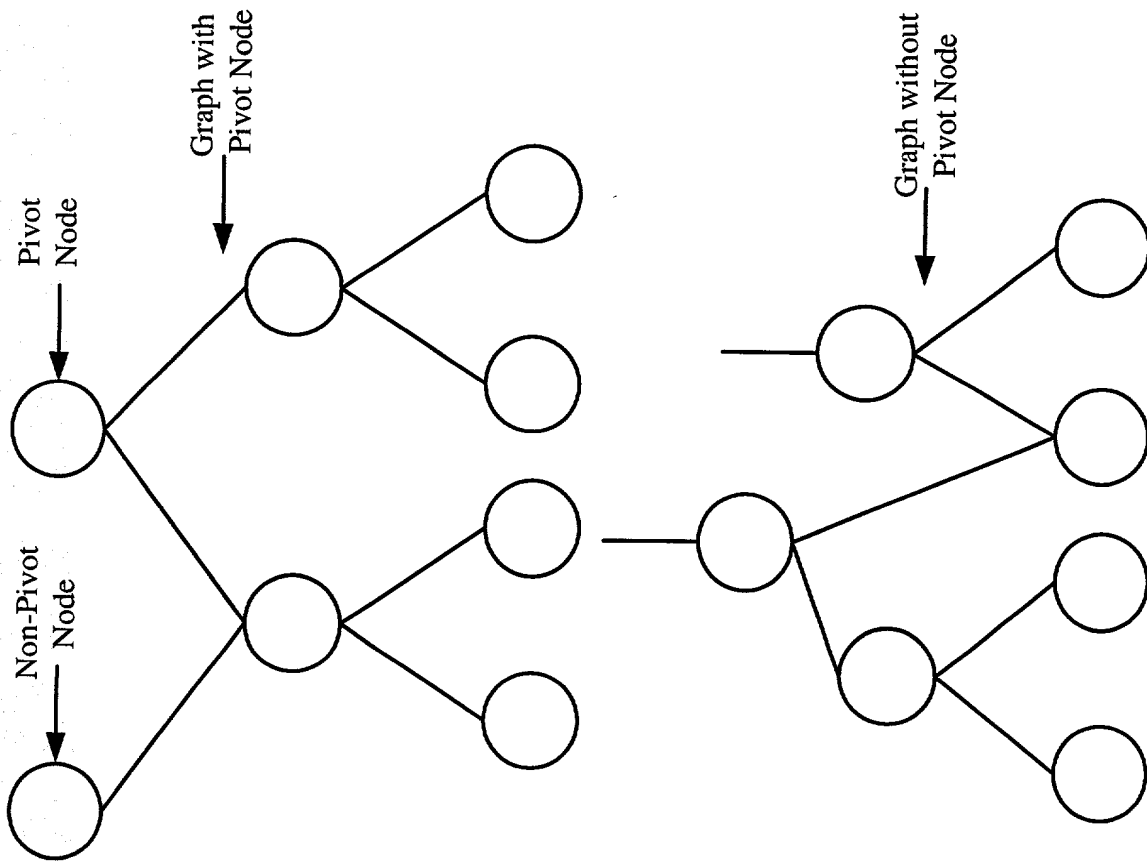 Non-Pivot
Node
Pivot
Node
Graph with
Pivot Node
Graph without
Pivot Node